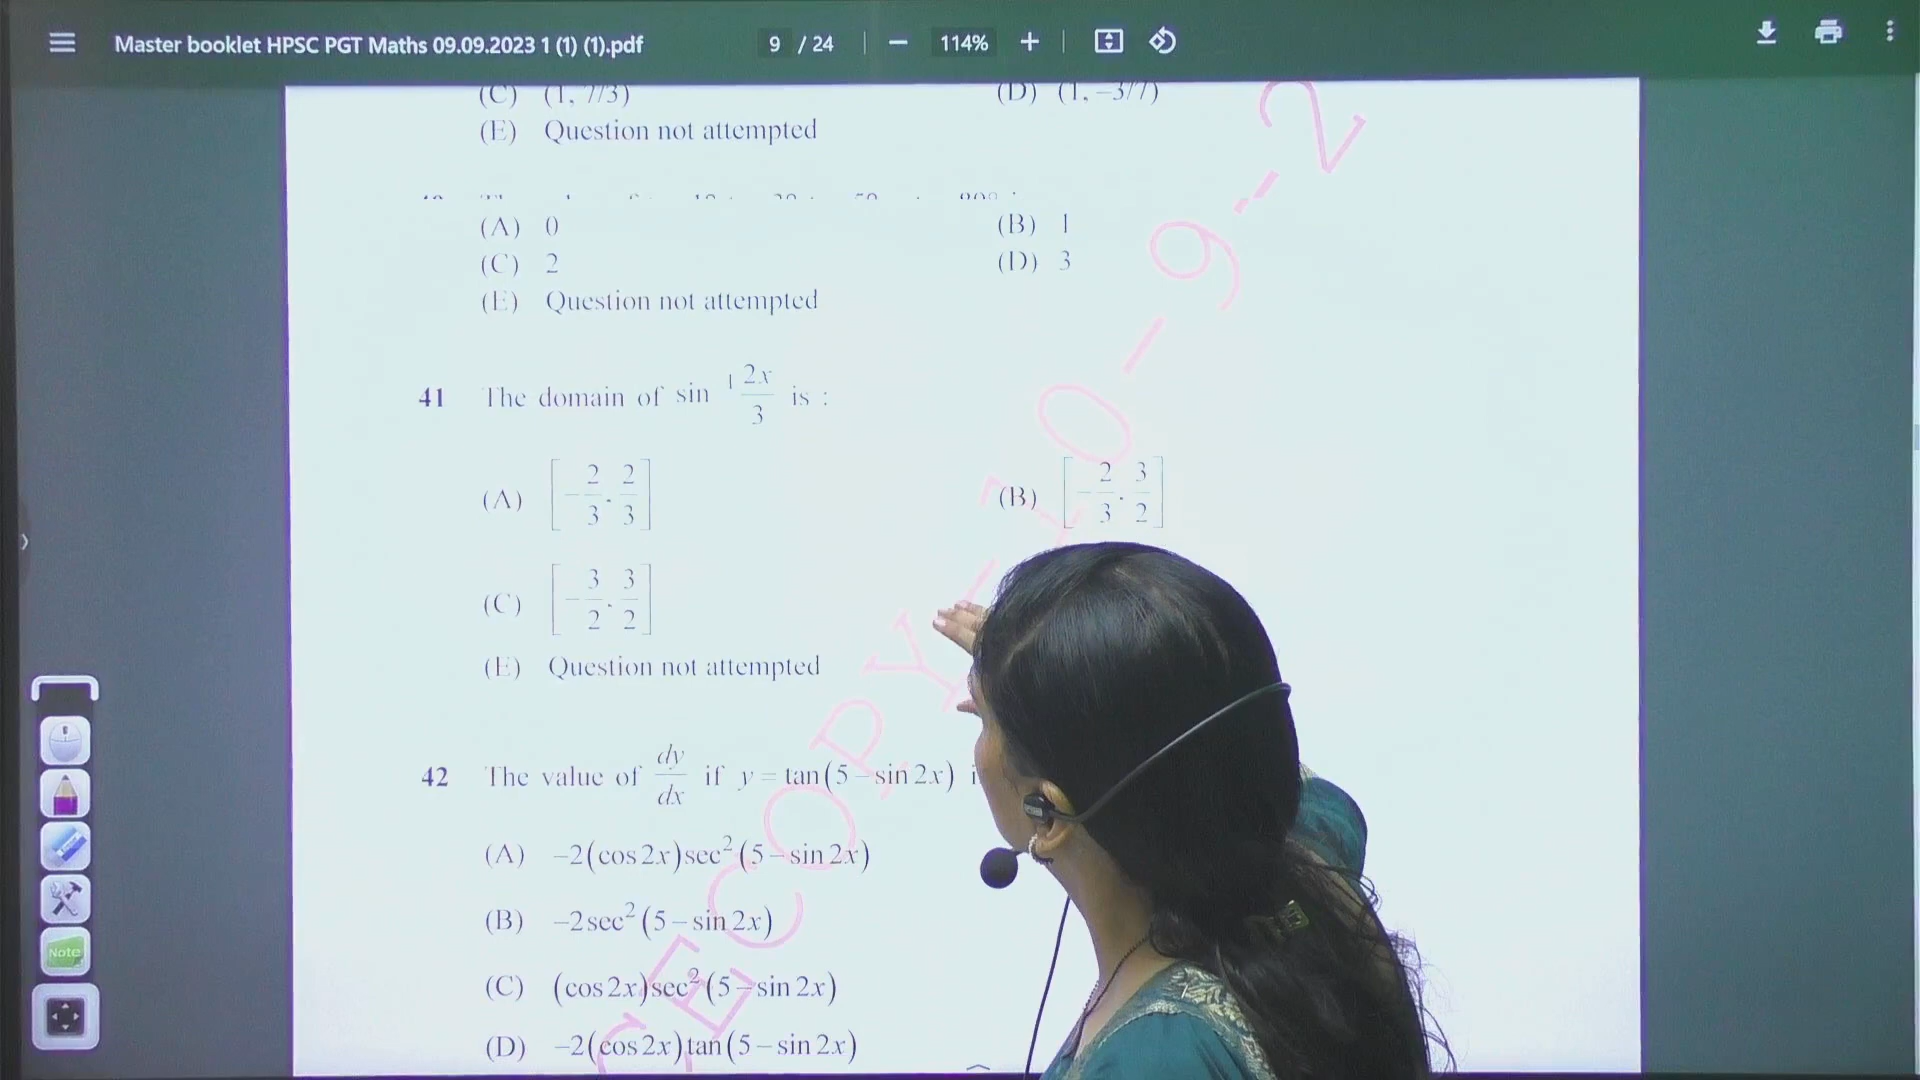 Master booklet HPSC PGT Maths 09.09.2023 1 (1) (1).pdf 9 / 24 114%
(C) (1, 7/3) (D) (1, –3/7)
(E) Question not attempted
(A) 0 (B) 1
(C) 2 (D) 3
(E) Question not attempted
41 The domain of sin⁻¹ 2x/3 is :
(A) [–2/3, 2/3] (B) [–2/3, 3/2]
(C) [–3/2, 3/2]
(E) Question not attempted
42 The value of dy/dx if y = tan(5 – sin 2x)
(A) –2(cos 2x)sec²(5 – sin 2x)
(B) –2sec²(5 – sin 2x)
(C) (cos 2x)sec²(5 – sin 2x)
(D) –2(cos 2x)tan(5 – sin 2x)
Note